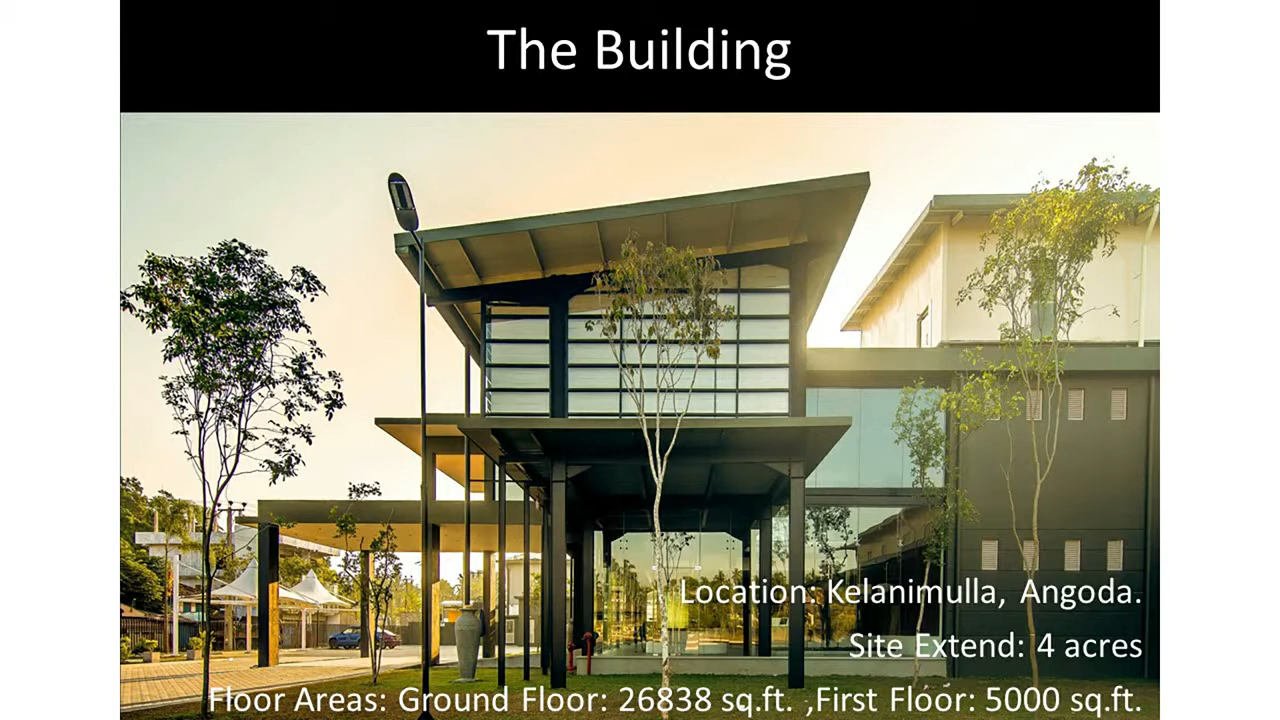 The Building
Location: Kelanimulla, Angoda.
Site Extend: 4 acres
Floor Areas: Ground Floor: 26838 sq.ft. ,First Floor: 5000 sq.ft.